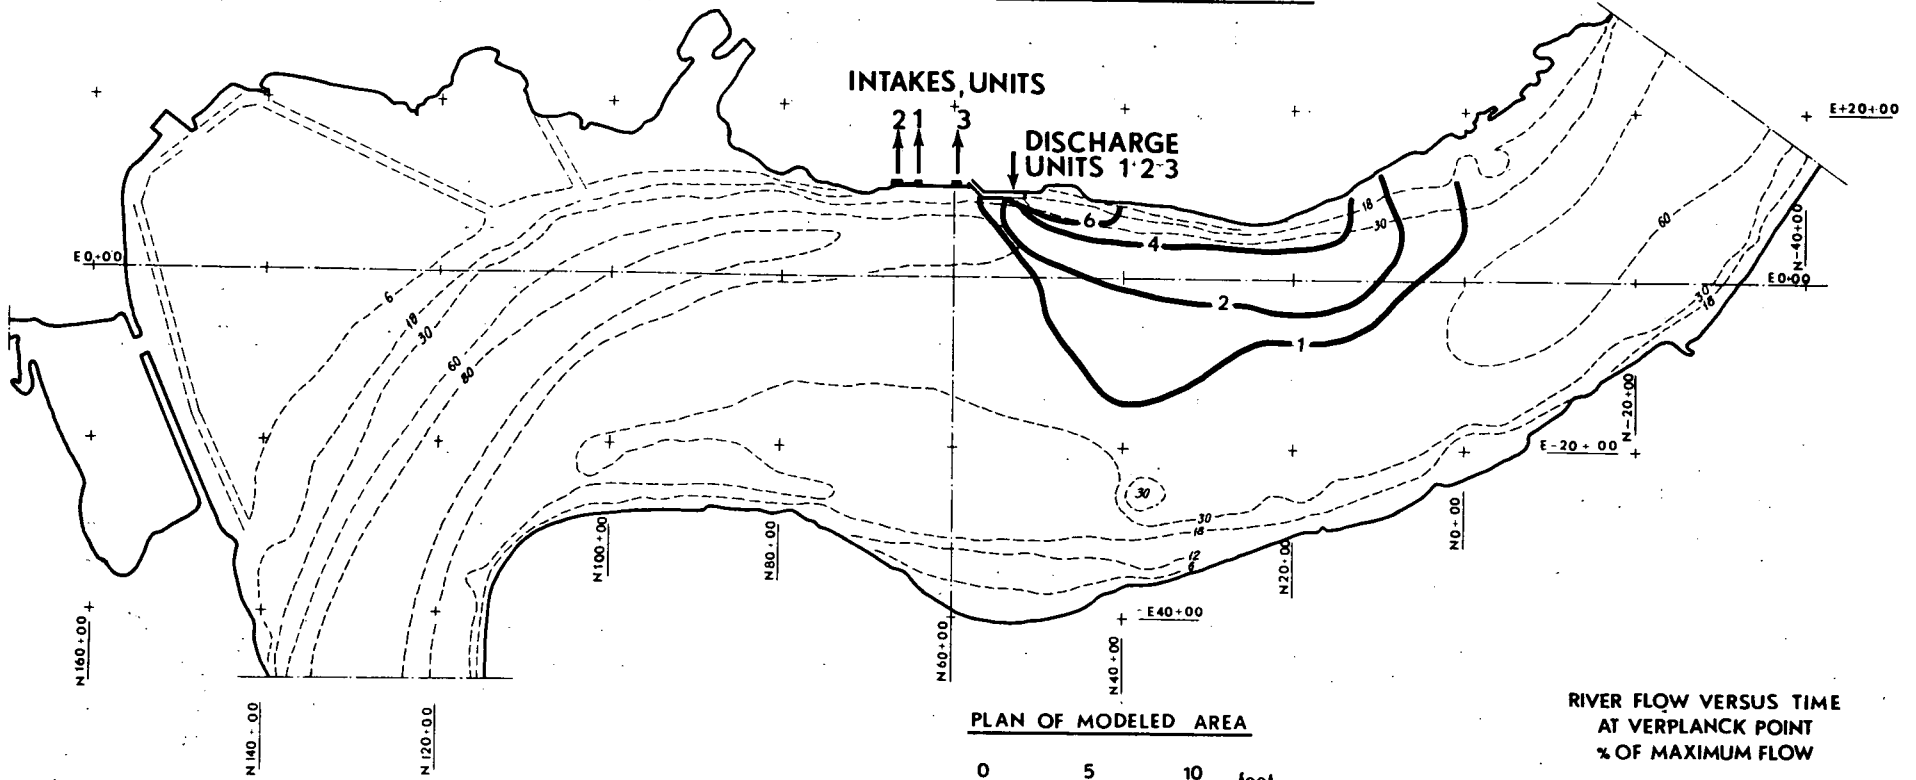 INTAKES, UNITS
2 1 3
DISCHARGE
UNITS 1-2-3
E+20+00
E0+00
E0+00
6
18
30
60
80
6
4
2
1
18
30
60
30
18
N-40+00
N-20+00
E-20+00
30
30
18
12
6
N100+00
N80+00
N0+00
N20+00
E40+00
N160+00
N60+00
N40+00
N140+00
N120+00
PLAN OF MODELED AREA
0 5 10 feet
RIVER FLOW VERSUS TIME
AT VERPLANCK POINT
% OF MAXIMUM FLOW